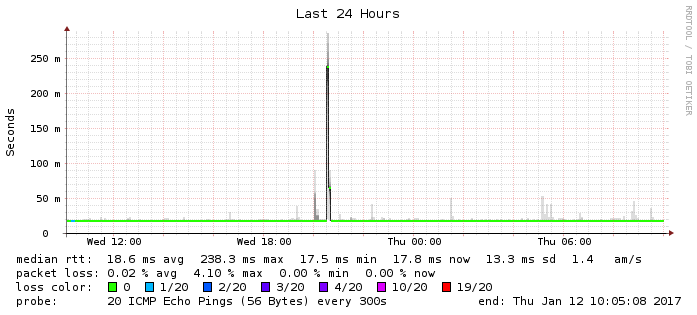 Last 24 Hours
RRDTOOL / TOBI OETIKER
Seconds
250 m
200 m
150 m
100 m
50 m
0
Wed 12:00 Wed 18:00 Thu 00:00 Thu 06:00
median rtt: 18.6 ms avg 238.3 ms max 17.5 ms min 17.8 ms now 13.3 ms sd 1.4 am/s
packet loss: 0.02 % avg 4.10 % max 0.00 % min 0.00 % now
loss color: 0 1/20 2/20 3/20 4/20 10/20 19/20
probe: 20 ICMP Echo Pings (56 Bytes) every 300s end: Thu Jan 12 10:05:08 2017